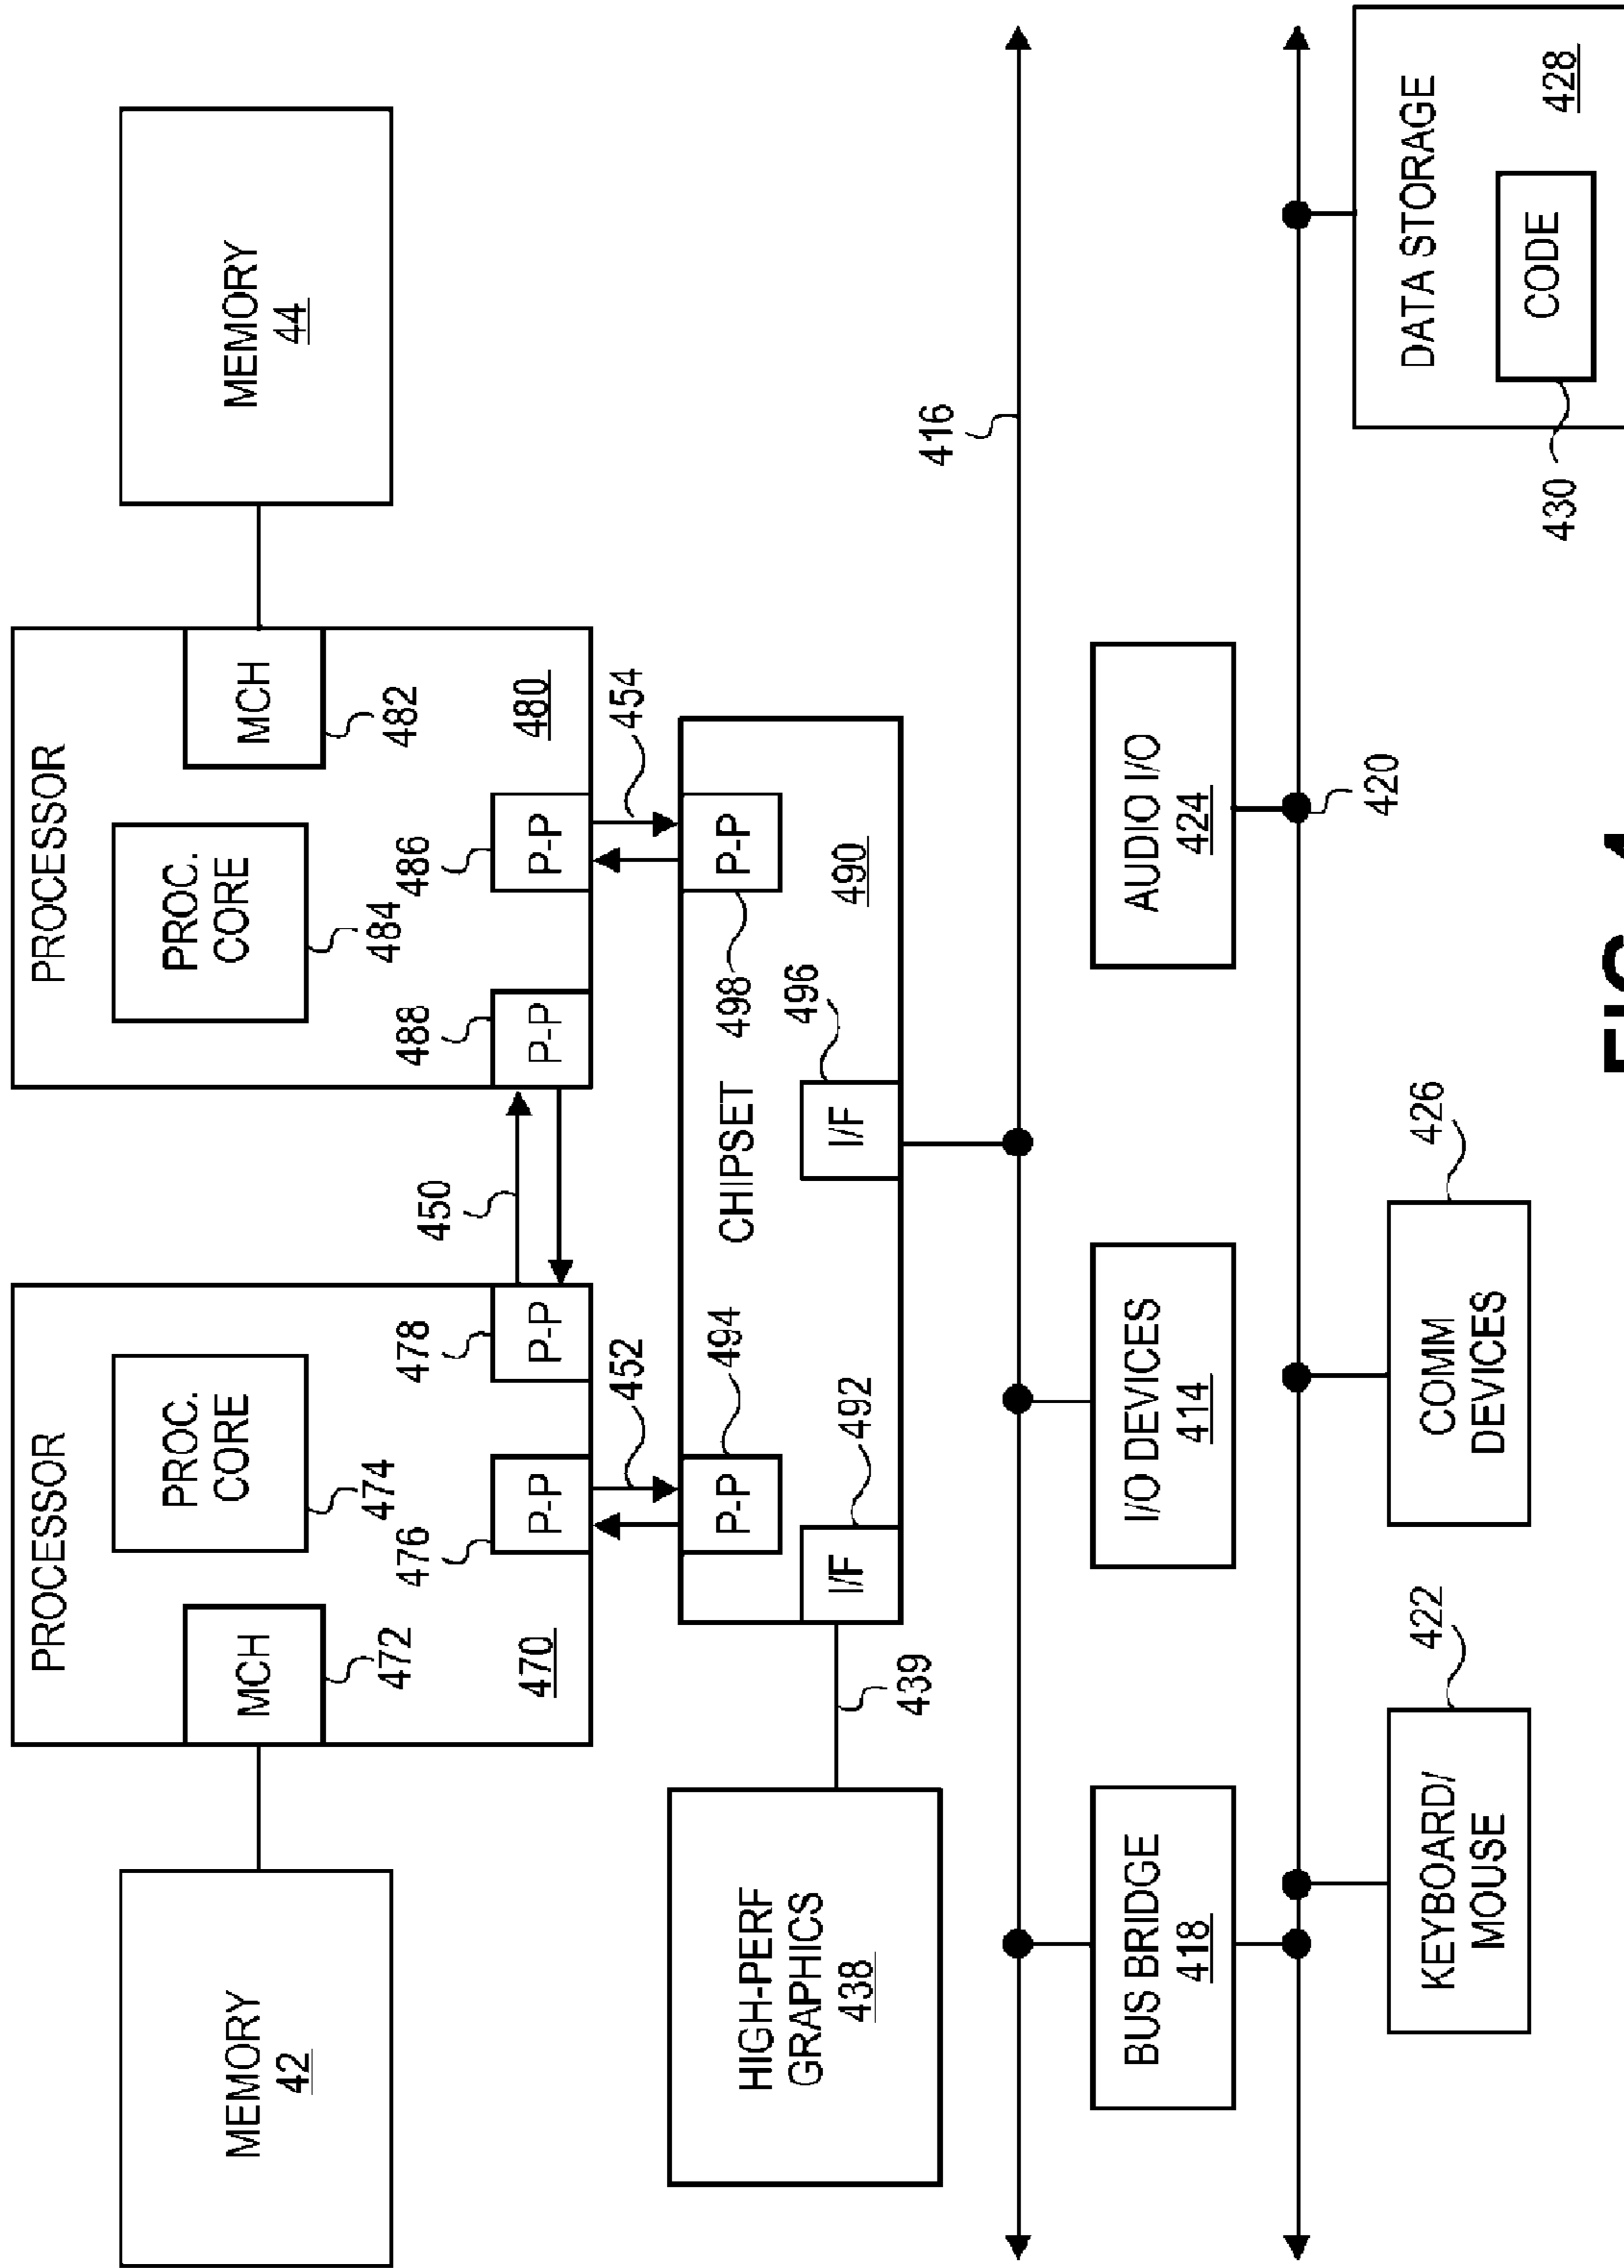 PROCESSOR
PROCESSOR
MEMORY
42
MCH
472
PROC.
CORE
474
476
P-P
478
P-P
470
450
488
P-P
PROC.
CORE
484
486
P-P
MCH
482
480
MEMORY
44
452
454
HIGH-PERF
GRAPHICS
438
439
P-P
494
I/F
492
CHIPSET
I/F
496
P-P
498
490
416
BUS BRIDGE
418
I/O DEVICES
414
AUDIO I/O
424
420
KEYBOARD/
MOUSE
422
COMM
DEVICES
426
DATA STORAGE
CODE
430
428